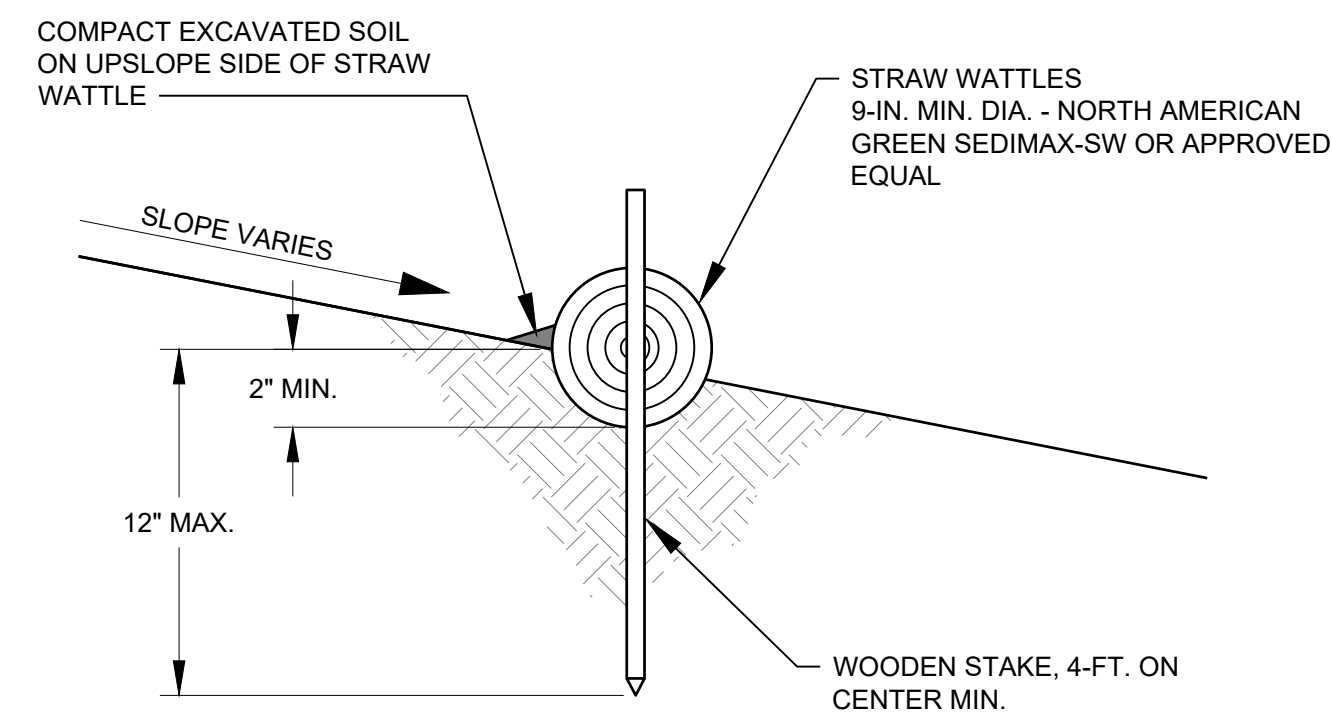 COMPACT EXCAVATED SOIL
ON UPSLOPE SIDE OF STRAW
WATTLE
STRAW WATTLES
9-IN. MIN. DIA. - NORTH AMERICAN
GREEN SEDIMAX-SW OR APPROVED
EQUAL
SLOPE VARIES
2" MIN.
12" MAX.
WOODEN STAKE, 4-FT. ON
CENTER MIN.